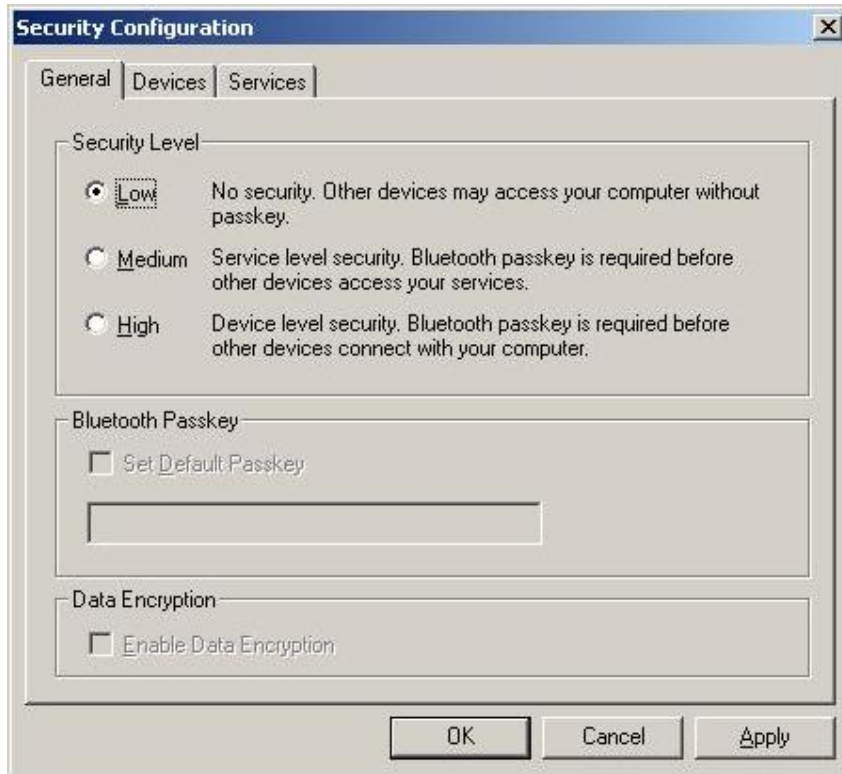 Security Configuration
General Devices Services
Security Level
Low No security. Other devices may access your computer without
passkey.
Medium Service level security. Bluetooth passkey is required before
other devices access your services.
High Device level security. Bluetooth passkey is required before
other devices connect with your computer.
Bluetooth Passkey
Set Default Passkey
Data Encryption
Enable Data Encryption
OK Cancel Apply